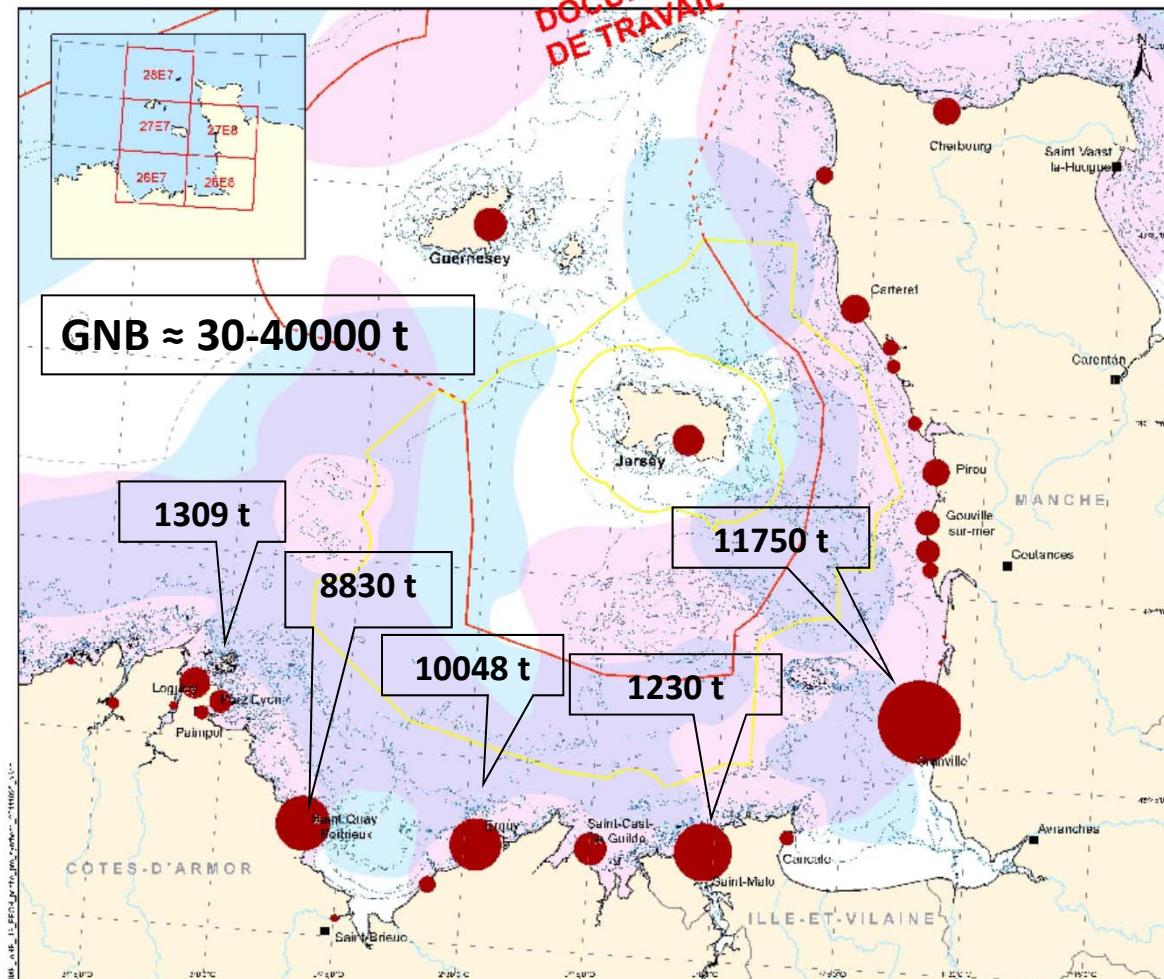 DE TRAVAIL
28E7
27E7
27E8
26E7
26E8
N
Cherbourg
Saint Vaast
la-Hougue
Guernesey
GNB ≈ 30-40000 t
Carteret
Carentan
Jersey
Pirou
MANCHE
Gouville
sur-mer
Coutances
1309 t
11750 t
8830 t
10048 t
1230 t
Paimpol
Granville
Saint Quay
Portrieux
Erquy
Saint-Cast-
Guildo
Avranches
Cancale
CÔTES-D'ARMOR
Saint-Malo
ILLE-ET-VILAINE
Saint-Brieuc